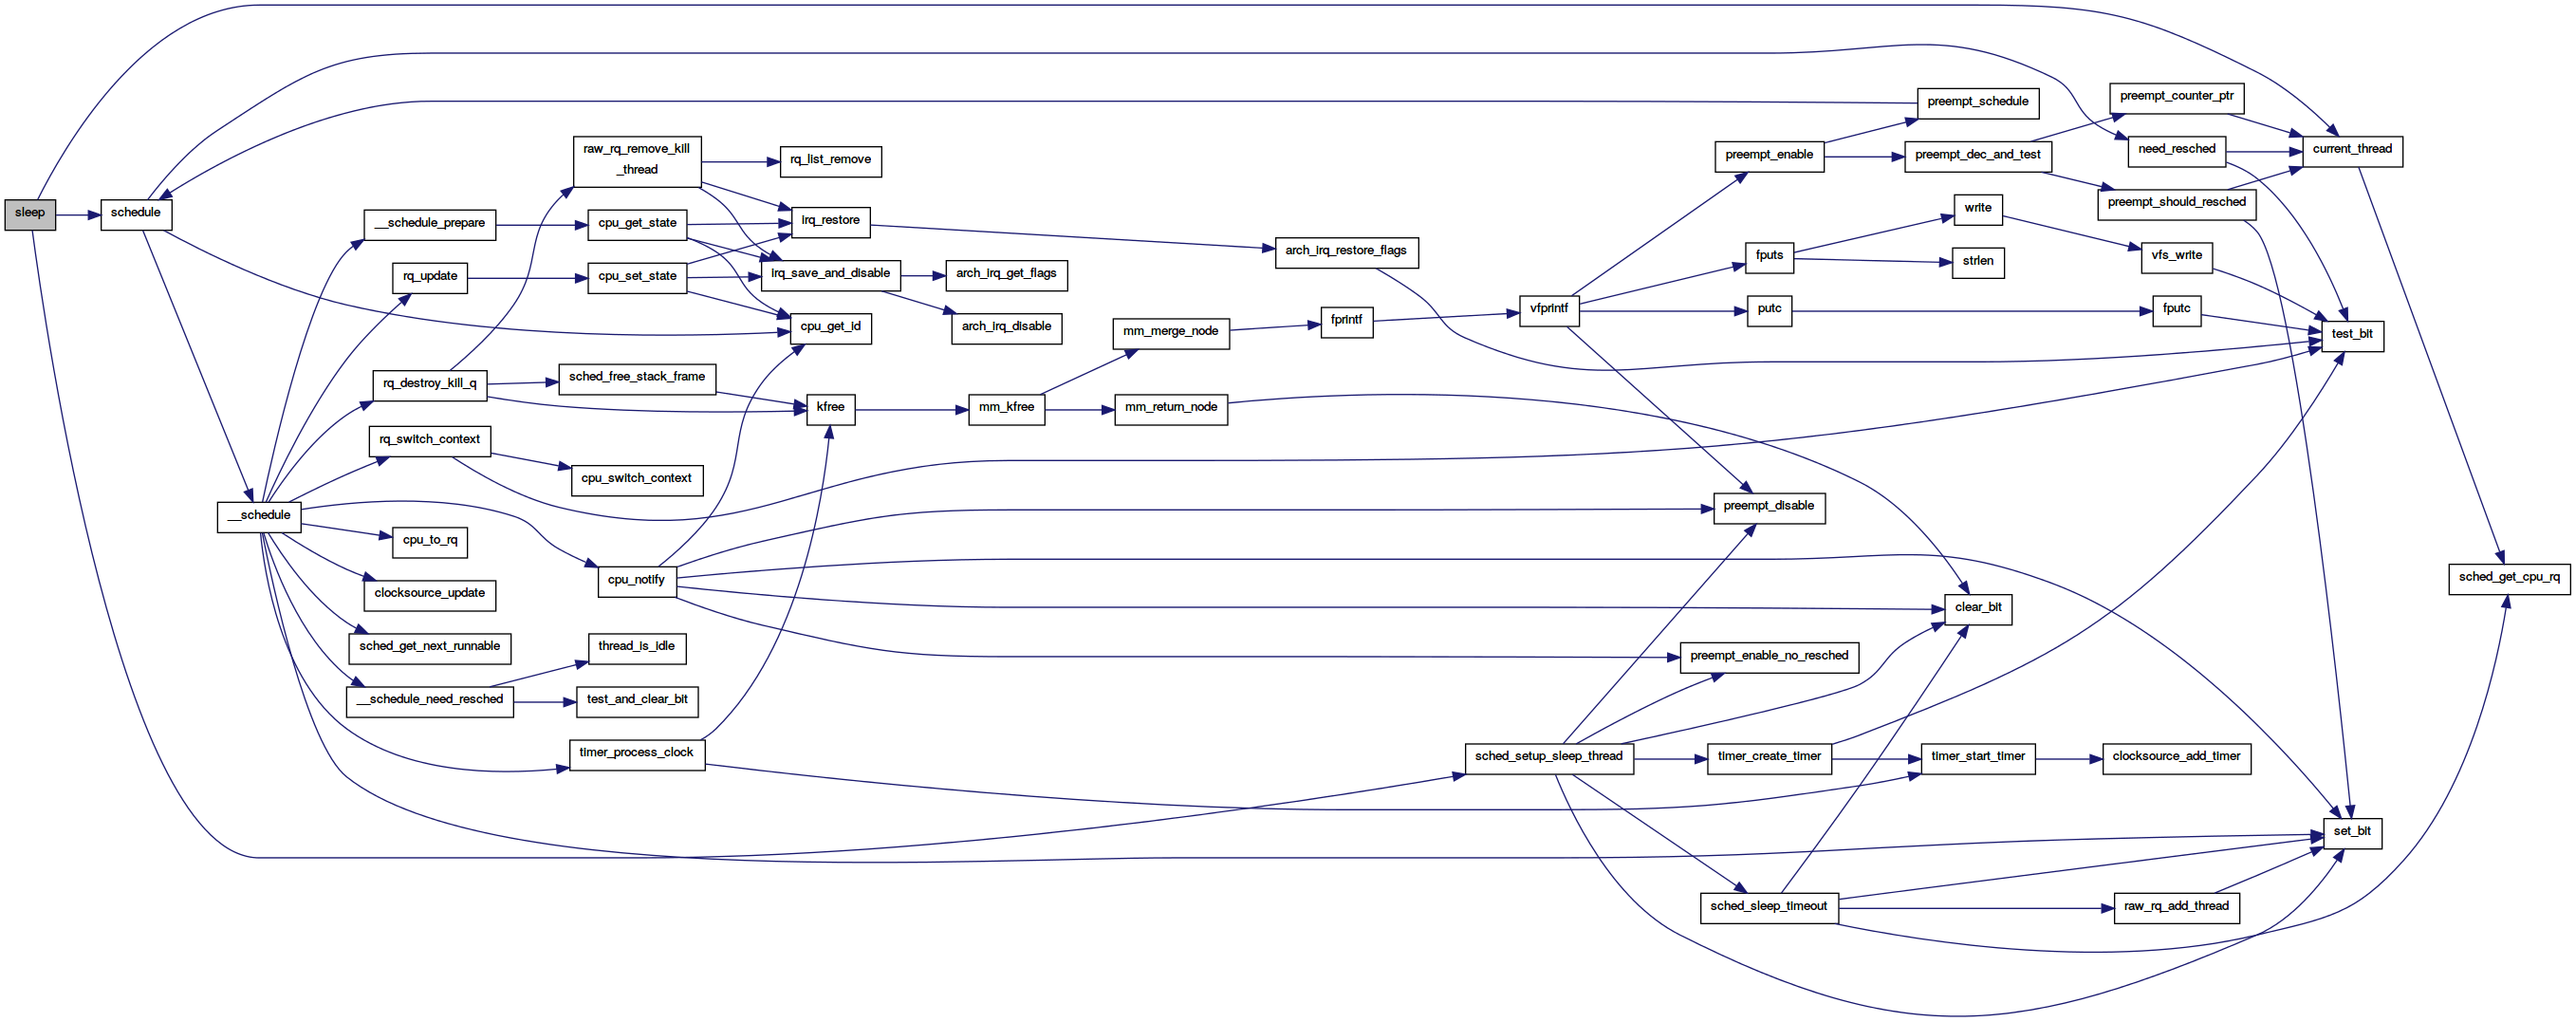 sleep
schedule
__schedule
__schedule_prepare
rq_update
rq_destroy_kill_q
rq_switch_context
cpu_to_rq
clocksource_update
sched_get_next_runnable
__schedule_need_resched
raw_rq_remove_kill
_thread
cpu_get_state
cpu_set_state
sched_free_stack_frame
cpu_switch_context
cpu_notify
thread_is_idle
test_and_clear_bit
timer_process_clock
rq_list_remove
irq_restore
irq_save_and_disable
cpu_get_id
kfree
arch_irq_get_flags
arch_irq_disable
mm_kfree
mm_merge_node
mm_return_node
arch_irq_restore_flags
fprintf
vfprintf
sched_setup_sleep_thread
preempt_enable
fputs
putc
preempt_disable
preempt_enable_no_resched
timer_create_timer
sched_sleep_timeout
preempt_schedule
preempt_dec_and_test
write
strlen
clear_bit
timer_start_timer
preempt_counter_ptr
need_resched
preempt_should_resched
vfs_write
fputc
clocksource_add_timer
raw_rq_add_thread
current_thread
test_bit
set_bit
sched_get_cpu_rq